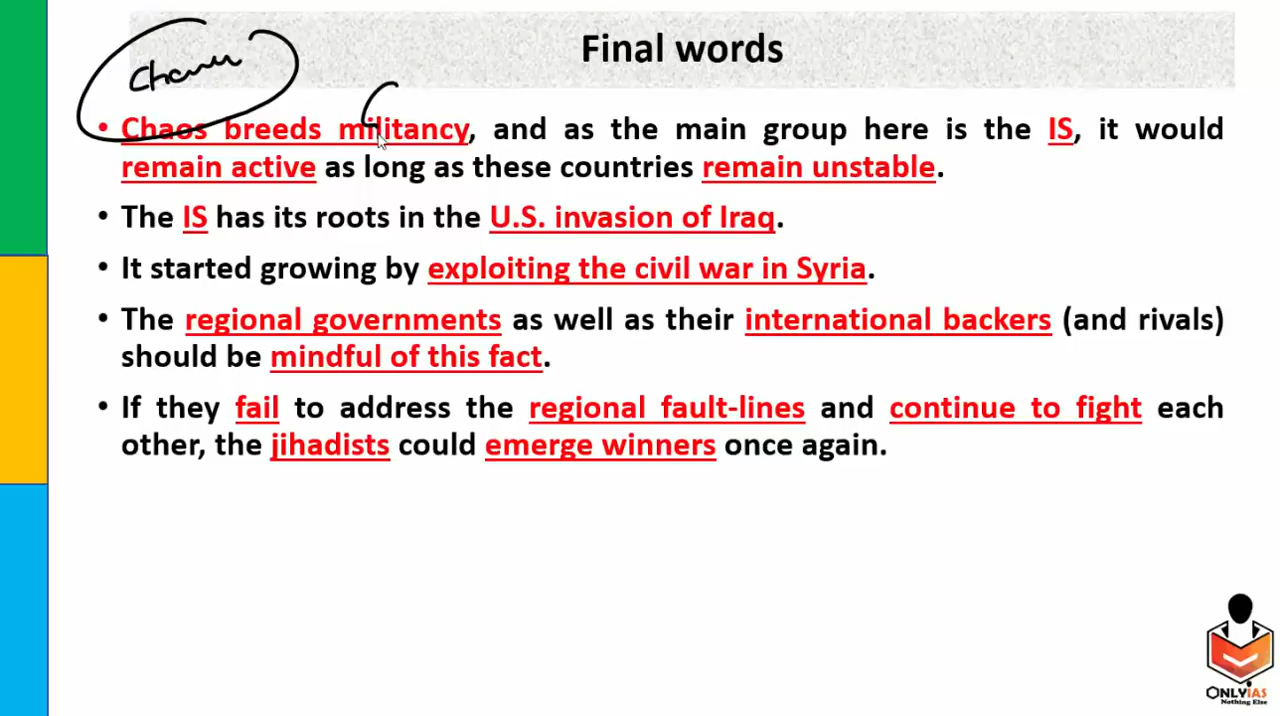 Final words
• Chaos breeds militancy, and as the main group here is the IS, it would
remain active as long as these countries remain unstable.
• The IS has its roots in the U.S. invasion of Iraq.
• It started growing by exploiting the civil war in Syria.
• The regional governments as well as their international backers (and rivals)
should be mindful of this fact.
• If they fail to address the regional fault-lines and continue to fight each
other, the jihadists could emerge winners once again.
ONLYIAS
Nothing Else